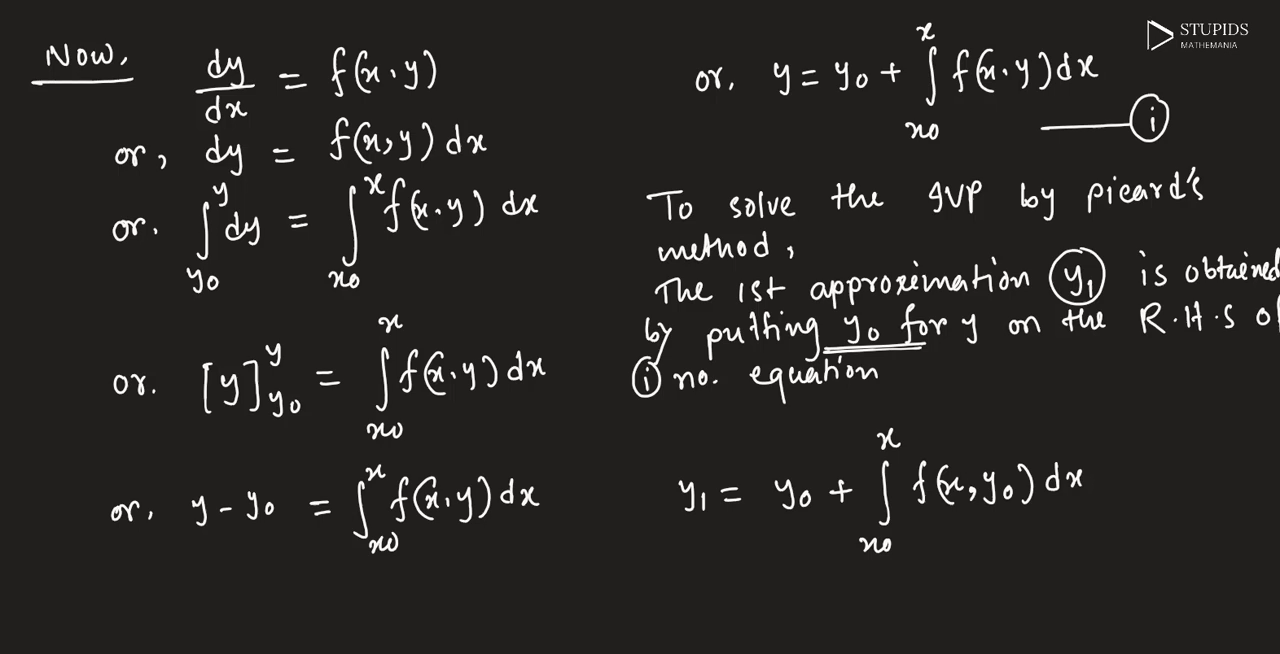 Now,
dy/dx = f(x, y)
or, dy = f(x, y) dx
or. ∫_{y0}^{y} dy = ∫_{x0}^{x} f(x, y) dx
or. [y]_{y0}^{y} = ∫_{x0}^{x} f(x, y) dx
or, y - y0 = ∫_{x0}^{x} f(x, y) dx
STUPIDS
MATHEMANIA
or, y = y0 + ∫_{x0}^{x} f(x, y) dx
—— (i)
To solve the IVP by picard's
method,
The 1st approximation y1 is obtained
by putting y0 for y on the R.H.S o
(i) no. equation
y1 = y0 + ∫_{x0}^{x} f(x, y0) dx